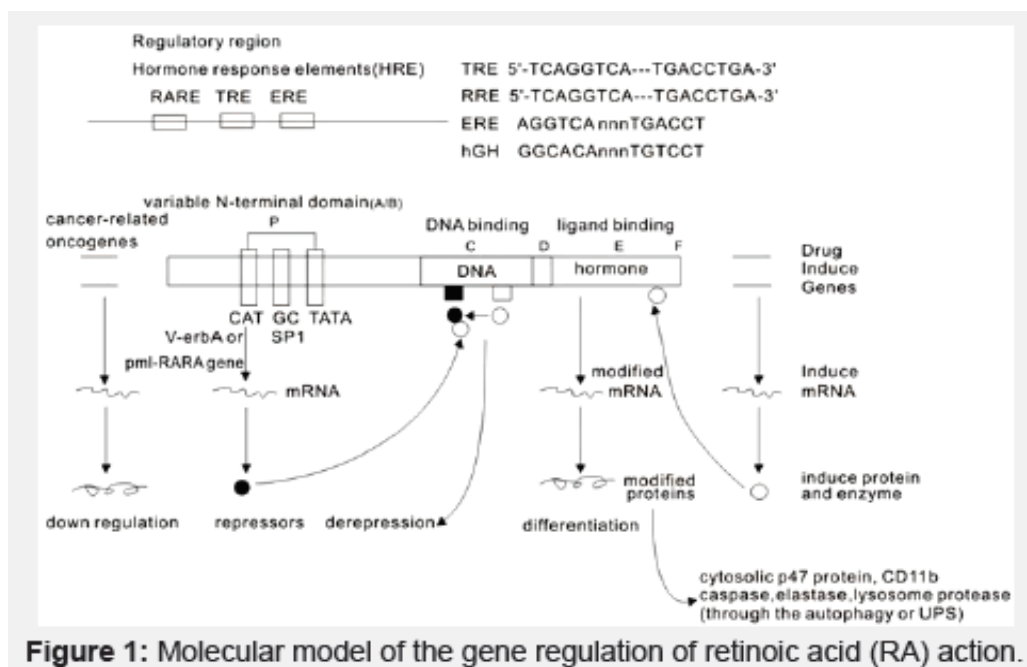 Regulatory region
Hormone response elements(HRE)
RARE TRE ERE
TRE 5'-TCAGGTCA---TGACCTGA-3'
RRE 5'-TCAGGTCA---TGACCTGA-3'
ERE AGGTCAnnnTGACCT
hGH GGCACAnnnTGTCCT
variable N-terminal domain(A/B)
P
cancer-related
oncogenes
DNA binding
C
D
ligand binding
E
F
DNA
hormone
Drug
Induce
Genes
CAT GC TATA
SP1
V-erbA or
pml-RARA gene
mRNA
modified
mRNA
Induce
mRNA
modified
proteins
induce protein
and enzyme
down regulation
repressors
derepression
differentiation
cytosolic p47 protein, CD11b
caspase,elastase,lysosome protease
(through the autophagy or UPS)
Figure 1: Molecular model of the gene regulation of retinoic acid (RA) action.